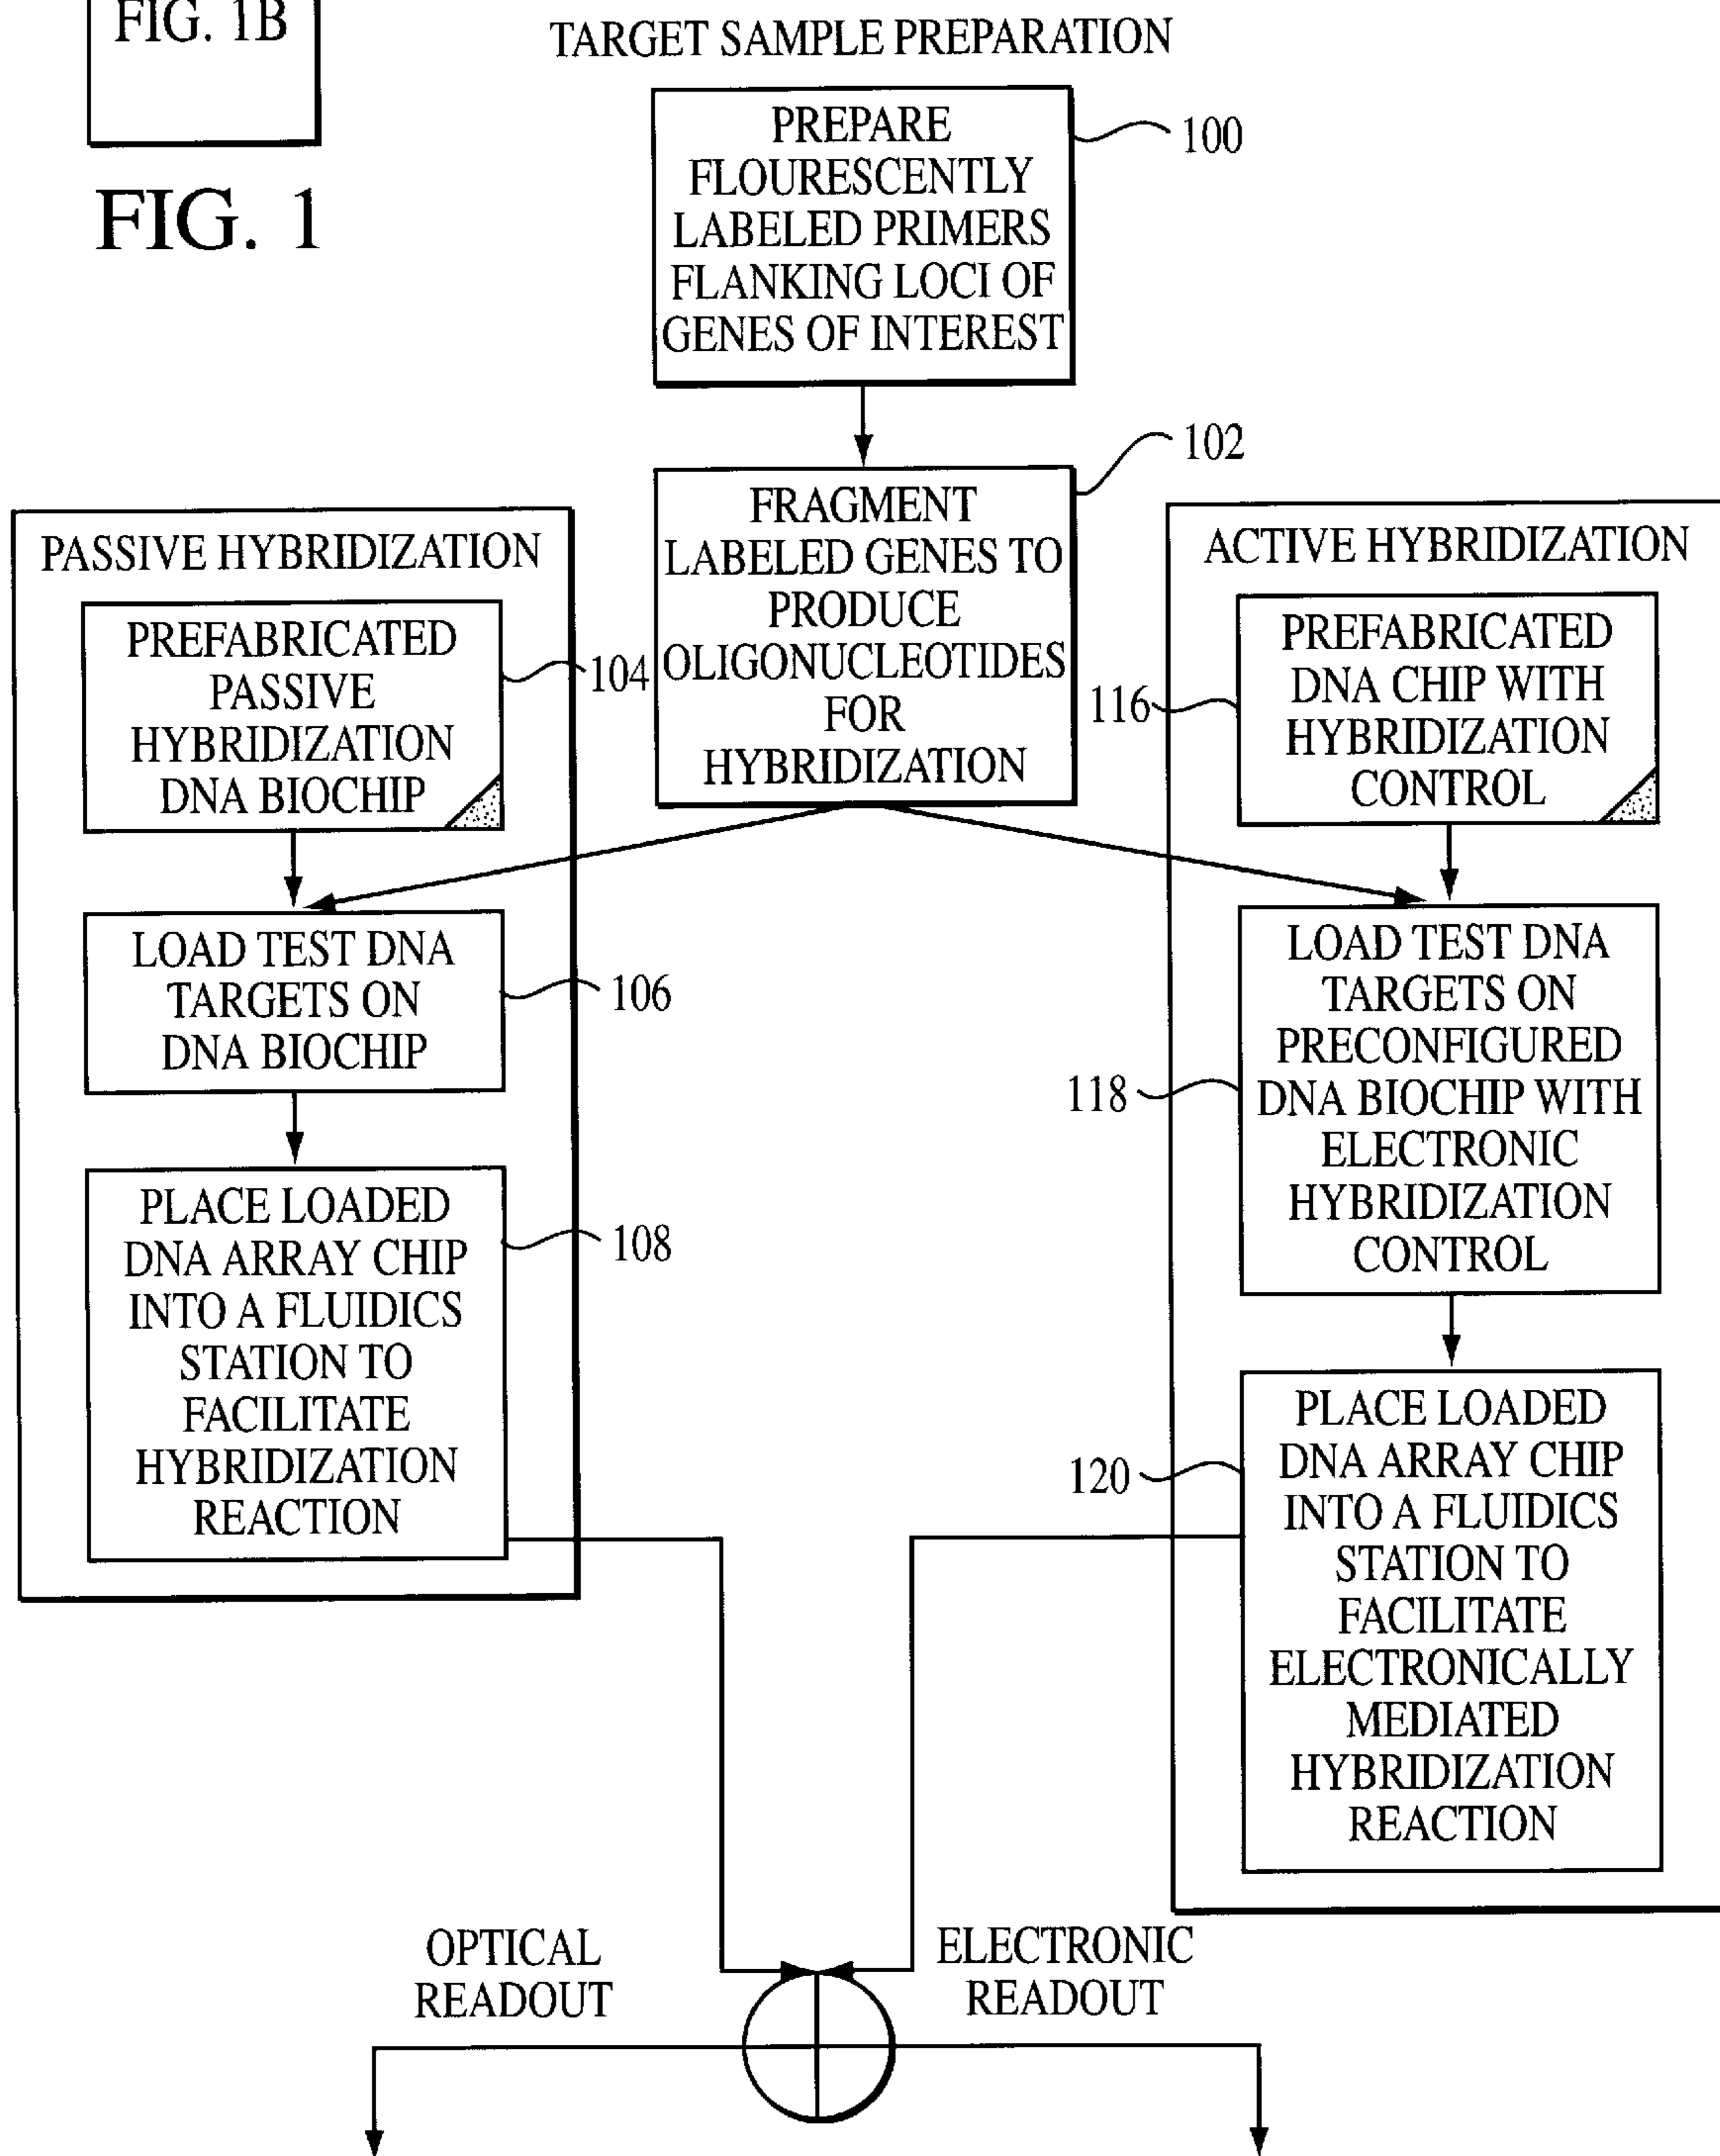 FIG. 1B
FIG. 1
TARGET SAMPLE PREPARATION
PREPARE
FLOURESCENTLY
LABELED PRIMERS
FLANKING LOCI OF
GENES OF INTEREST
100
FRAGMENT
LABELED GENES TO
PRODUCE
OLIGONUCLEOTIDES
FOR
HYBRIDIZATION
102
PASSIVE HYBRIDIZATION
PREFABRICATED
PASSIVE
HYBRIDIZATION
DNA BIOCHIP
104
LOAD TEST DNA
TARGETS ON
DNA BIOCHIP
106
PLACE LOADED
DNA ARRAY CHIP
INTO A FLUIDICS
STATION TO
FACILITATE
HYBRIDIZATION
REACTION
108
ACTIVE HYBRIDIZATION
PREFABRICATED
DNA CHIP WITH
HYBRIDIZATION
CONTROL
116
LOAD TEST DNA
TARGETS ON
PRECONFIGURED
DNA BIOCHIP WITH
ELECTRONIC
HYBRIDIZATION
CONTROL
118
PLACE LOADED
DNA ARRAY CHIP
INTO A FLUIDICS
STATION TO
FACILITATE
ELECTRONICALLY
MEDIATED
HYBRIDIZATION
REACTION
120
OPTICAL
READOUT
ELECTRONIC
READOUT